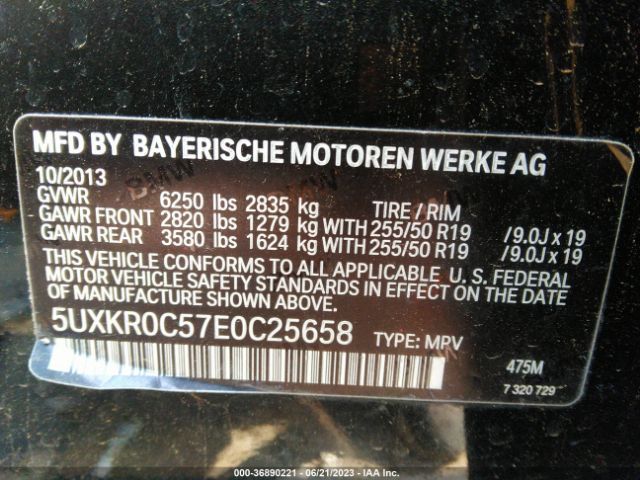 MFD BY BAYERISCHE MOTOREN WERKE AG
10/2013
GVWR 6250 lbs 2835 kg TIRE / RIM
GAWR FRONT 2820 lbs 1279 kg WITH 255/50 R19 /9.0J x 19
GAWR REAR 3580 lbs 1624 kg WITH 255/50 R19 /9.0J x 19
THIS VEHICLE CONFORMS TO ALL APPLICABLE U. S. FEDERAL
MOTOR VEHICLE SAFETY STANDARDS IN EFFECT ON THE DATE
OF MANUFACTURE SHOWN ABOVE.
5UXKR0C57E0C25658 TYPE: MPV 475M
7 320 729
000-36890221 - 06/21/2023 - IAA Inc.